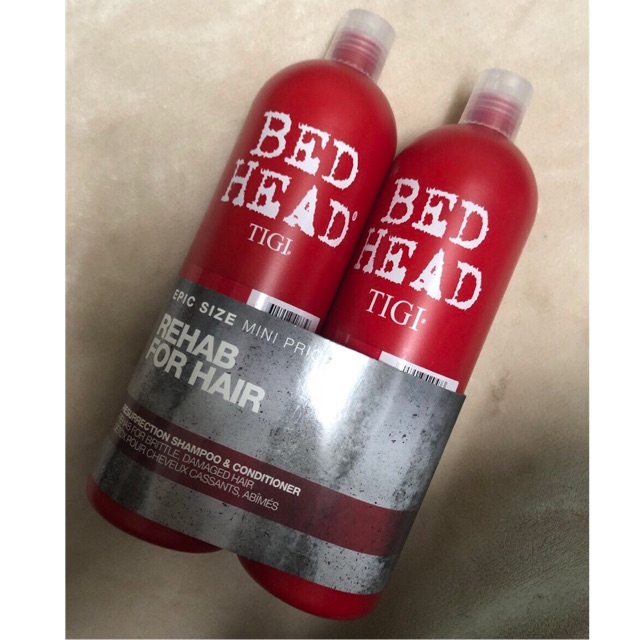 BED
HEAD®
TIGI®
BED
HEAD
TIGI®
EPIC SIZE MINI
REHAB
FOR HAIR
RESURRECTION SHAMPOO & CONDITIONER
REHAB FOR BRITTLE, DAMAGED HAIR
POUR CHEVEUX CASSANTS, ABÎMÉS